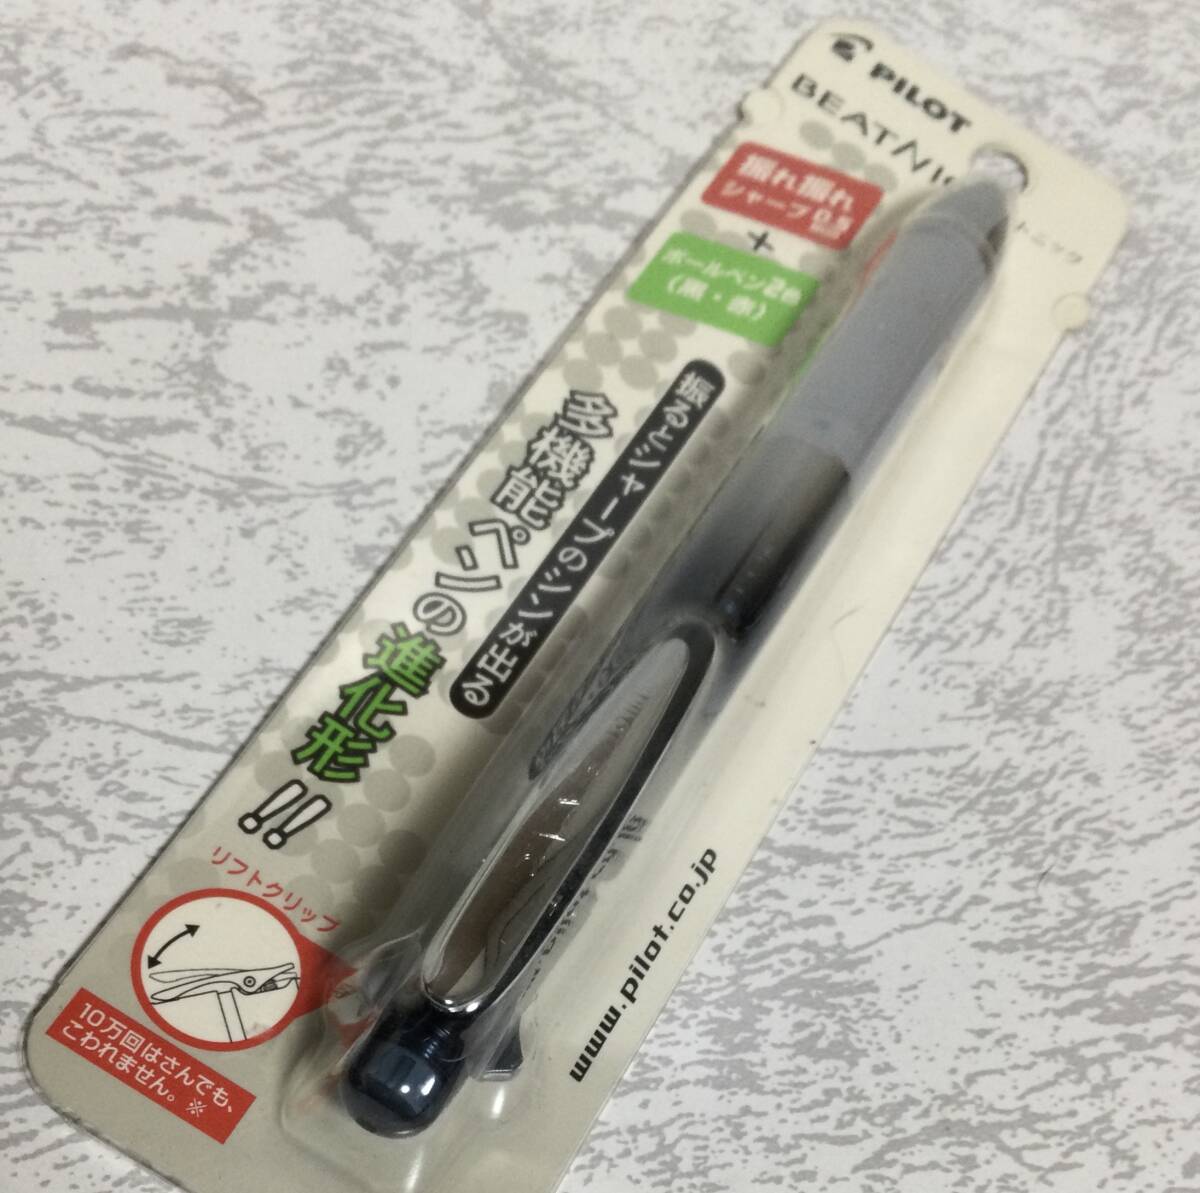 PILOT
BEATNIC
振れ振れ
シャープ0.5
+
ボールペン2色
(黒・赤)
振るとシャープのシンが出る
多機能ペンの進化形!!
リフトクリップ
10万回はさんでも、
こわれません。※
www.pilot.co.jp